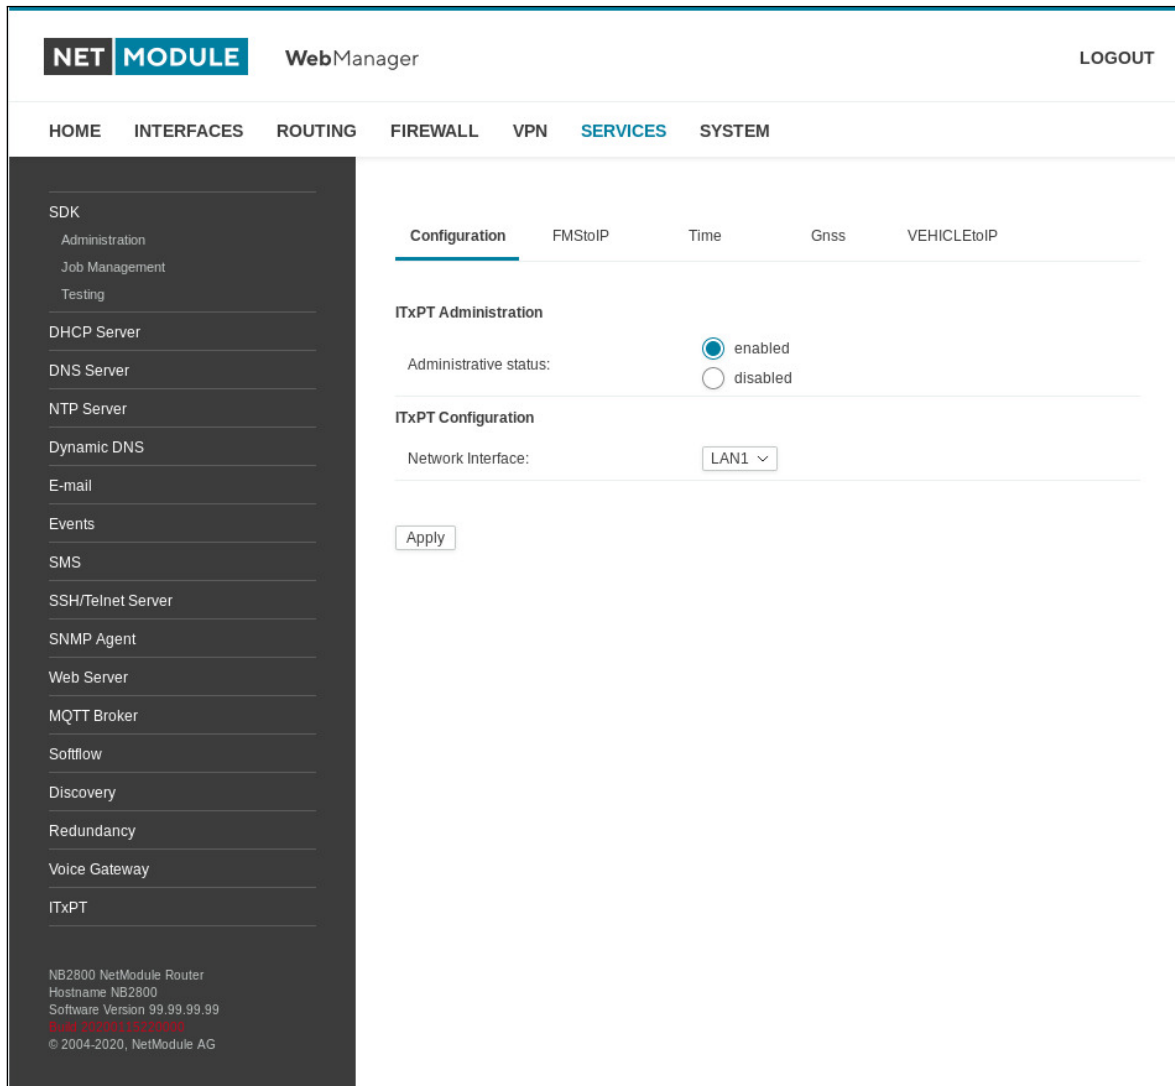 NET MODULE WebManager LOGOUT
HOME INTERFACES ROUTING FIREWALL VPN SERVICES SYSTEM
SDK
Administration
Job Management
Testing
DHCP Server
DNS Server
NTP Server
Dynamic DNS
E-mail
Events
SMS
SSH/Telnet Server
SNMP Agent
Web Server
MQTT Broker
Softflow
Discovery
Redundancy
Voice Gateway
ITxPT
NB2800 NetModule Router
Hostname NB2800
Software Version 99.99.99.99
Build
© 2004-2020, NetModule AG
Configuration FMStoIP Time Gnss VEHICLEtoIP
ITxPT Administration
Administrative status:
enabled
disabled
ITxPT Configuration
Network Interface: LAN1
Apply